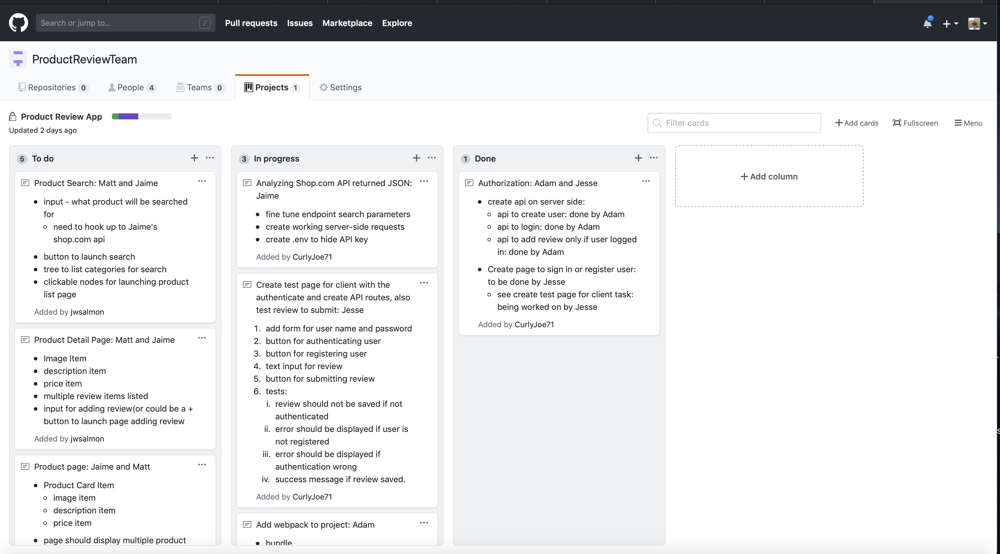 Search or jump to...
/
Pull requests
Issues
Marketplace
Explore
ProductReviewTeam
Repositories 0
People 4
Teams 0
Projects 1
Settings
Product Review App
Updated 2 days ago
Filter cards
Add cards
Fullscreen
Menu
5 To do
Product Search: Matt and Jaime
input - what product will be searched
for
need to hook up to Jaime's
shop.com api
button to launch search
tree to list categories for search
clickable nodes for launching product
list page
Added by jwsalmon
Product Detail Page: Matt and Jaime
Image Item
description item
price item
multiple review items listed
input for adding review(or could be a +
button to launch page adding review
Added by jwsalmon
Product page: Jaime and Matt
Product Card Item
image item
description item
price item
page should display multiple product
3 In progress
Analyzing Shop.com API returned JSON:
Jaime
fine tune endpoint search parameters
create working server-side requests
create .env to hide API key
Added by CurlyJoe71
Create test page for client with the
authenticate and create API routes, also
test review to submit: Jesse
1. add form for user name and password
2. button for authenticating user
3. button for registering user
4. text input for review
5. button for submitting review
6. tests:
i. review should not be saved if not
authenticated
ii. error should be displayed if user is
not registered
iii. error should be displayed if
authentication wrong
iv. success message if review saved.
Added by CurlyJoe71
Add webpack to project: Adam
bundle
1 Done
Authorization: Adam and Jesse
create api on server side:
api to create user: done by Adam
api to login: done by Adam
api to add review only if user logged
in: done by Adam
Create page to sign in or register user:
to be done by Jesse
see create test page for client task:
being worked on by Jesse
Added by CurlyJoe71
Add column